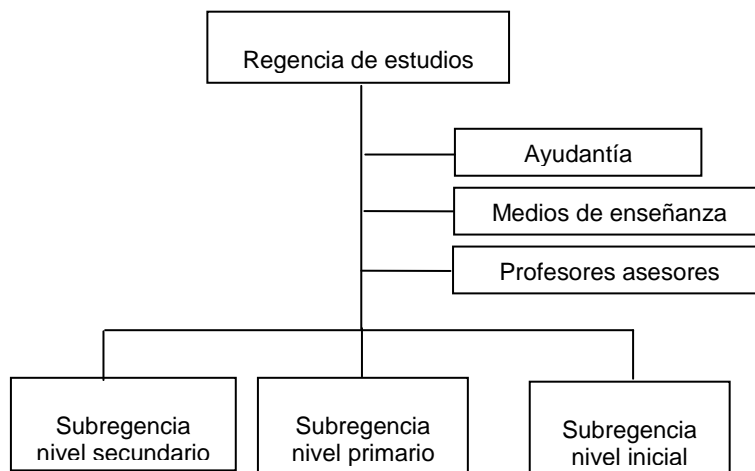 Regencia de estudios
Ayudantía
Medios de enseñanza
Profesores asesores
Subregencia
nivel secundario
Subregencia
nivel primario
Subregencia
nivel inicial